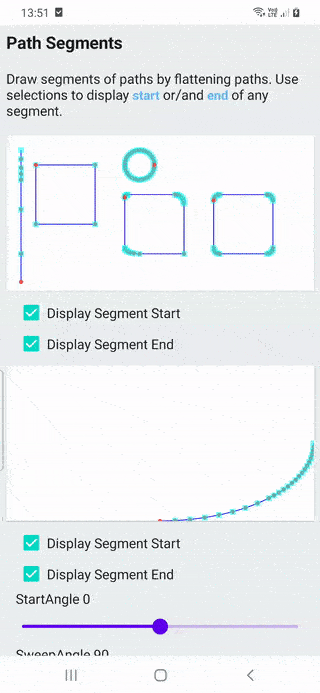 13:51
Vo))
LTE
Path Segments
Draw segments of paths by flattening paths. Use
selections to display start or/and end of any
segment.
Display Segment Start
Display Segment End
Display Segment Start
Display Segment End
StartAngle 0
SweepAngle 90